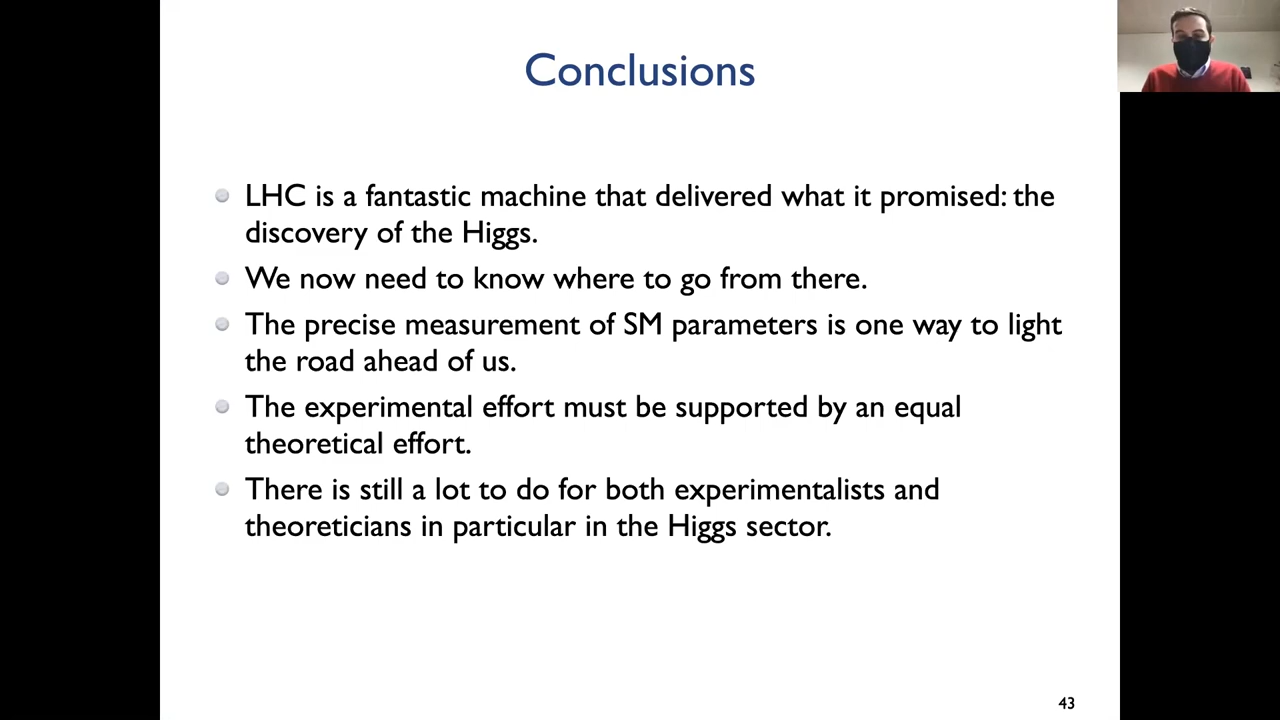 Conclusions
LHC is a fantastic machine that delivered what it promised: the
discovery of the Higgs.
We now need to know where to go from there.
The precise measurement of SM parameters is one way to light
the road ahead of us.
The experimental effort must be supported by an equal
theoretical effort.
There is still a lot to do for both experimentalists and
theoreticians in particular in the Higgs sector.
43